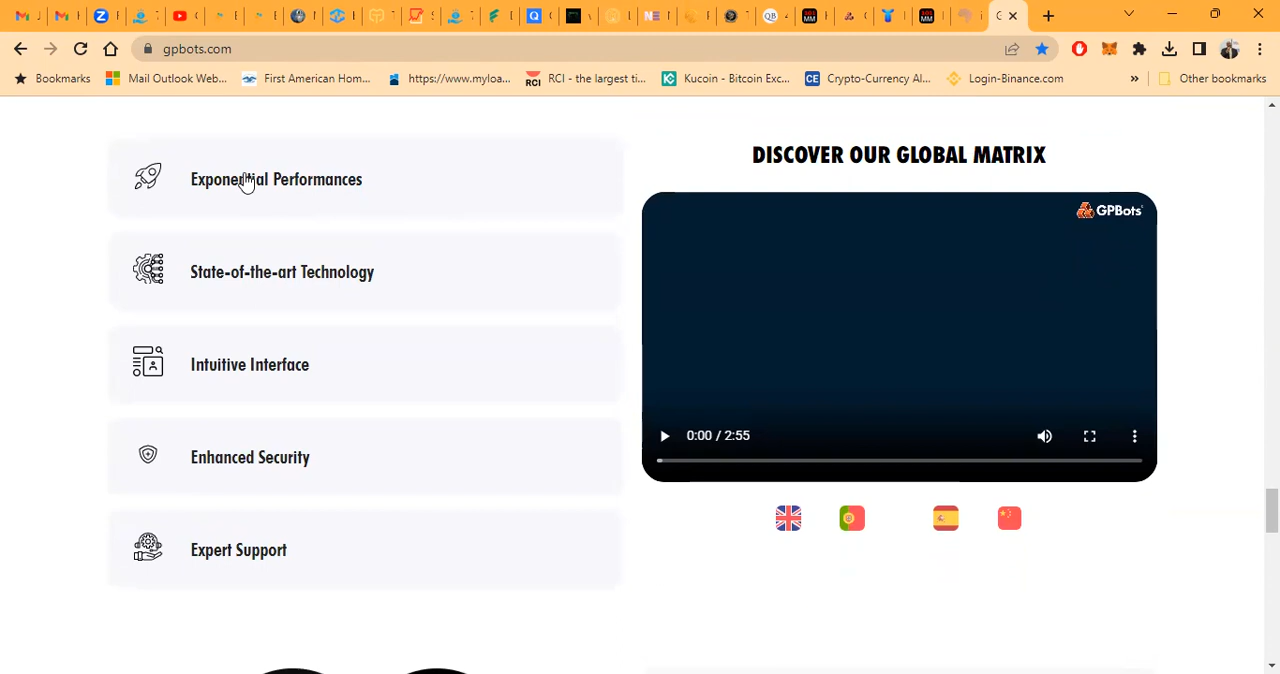 gpbots.com
Bookmarks
Mail Outlook Web...
First American Hom...
https://www.myloa...
RCI - the largest ti...
Kucoin - Bitcoin Exc...
Crypto-Currency Al...
Login-Binance.com
»
Other bookmarks
Exponential Performances
State-of-the-art Technology
Intuitive Interface
Enhanced Security
Expert Support
DISCOVER OUR GLOBAL MATRIX
GPBots
0:00 / 2:55